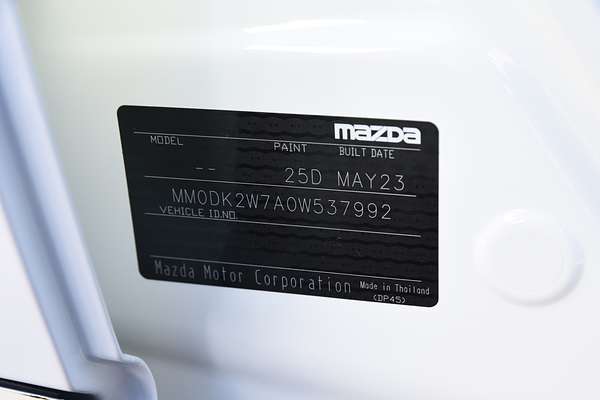 mazda
MODEL PAINT BUILT DATE
-- 25D MAY23
MM0DK2W7A0W537992
VEHICLE ID.NO.
Mazda Motor Corporation Made in Thailand
(DP45)